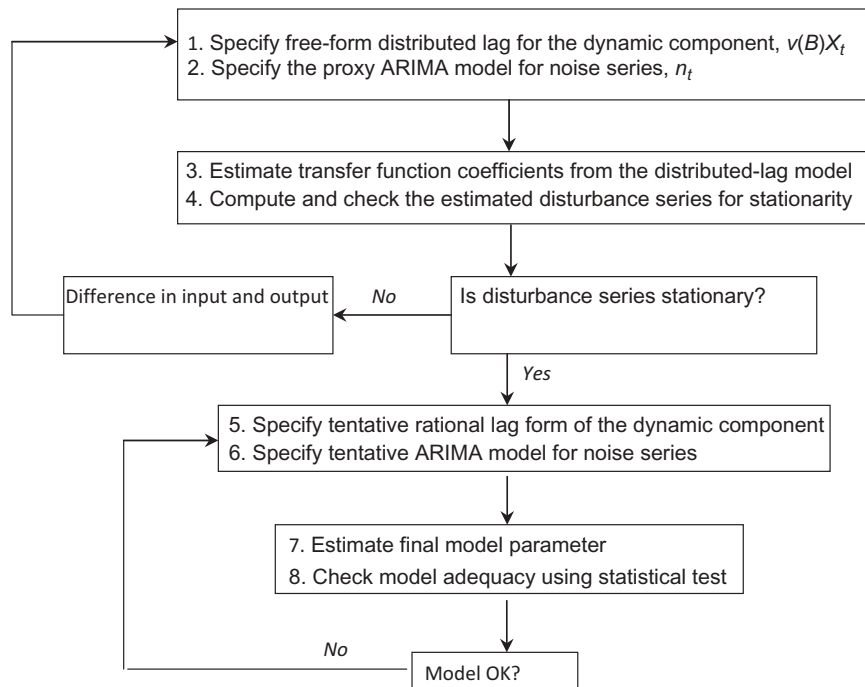 1. Specify free-form distributed lag for the dynamic component, v(B)Xt
2. Specify the proxy ARIMA model for noise series, nt
3. Estimate transfer function coefficients from the distributed-lag model
4. Compute and check the estimated disturbance series for stationarity
Difference in input and output
No
Is disturbance series stationary?
Yes
5. Specify tentative rational lag form of the dynamic component
6. Specify tentative ARIMA model for noise series
7. Estimate final model parameter
8. Check model adequacy using statistical test
No
Model OK?